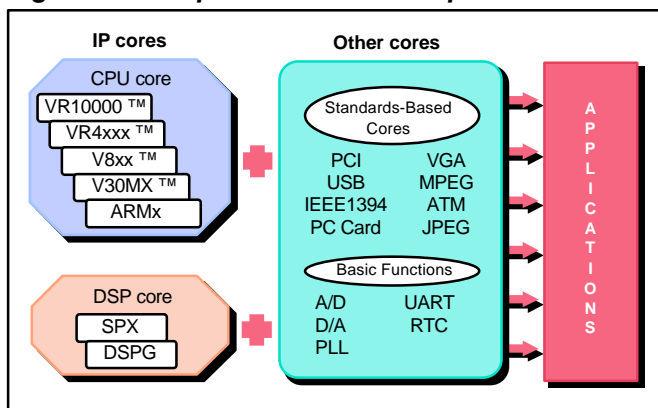 IP cores
Other cores
CPU core
VR10000 ™
VR4xxx ™
V8xx ™
V30MX ™
ARMx
DSP core
SPX
DSPG
Standards-Based
Cores
PCI VGA
USB MPEG
IEEE1394 ATM
PC Card JPEG
Basic Functions
A/D UART
D/A RTC
PLL
APPLICATIONS